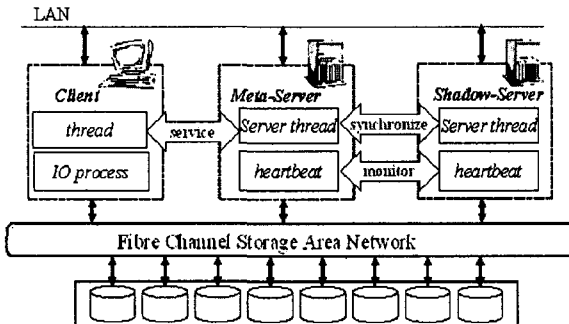 LAN
Client
Meta-Server
Shadow-Server
thread
service
Server thread
synchronize
Server thread
IO process
heartbeat
monitor
heartbeat
Fibre Channel Storage Area Network